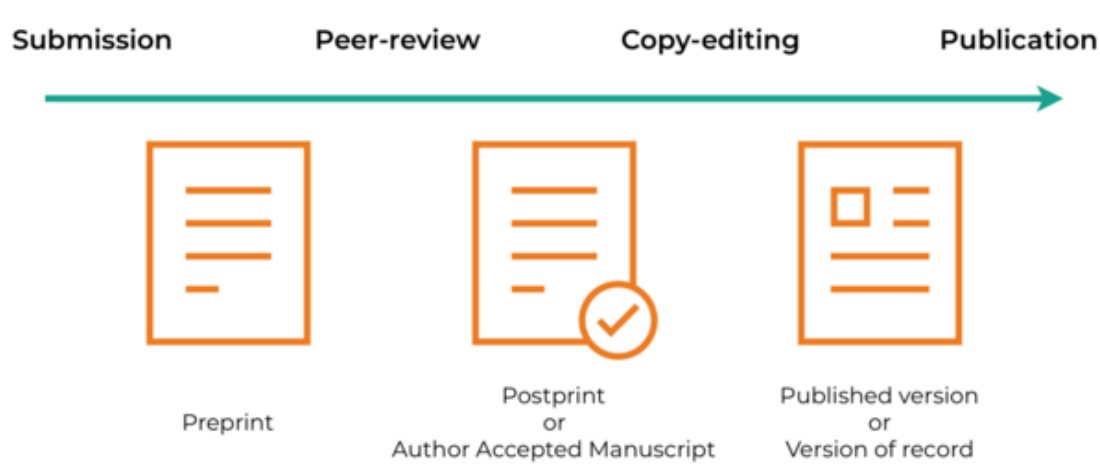 Submission Peer-review Copy-editing Publication
Preprint
Postprint
or
Author Accepted Manuscript
Published version
or
Version of record